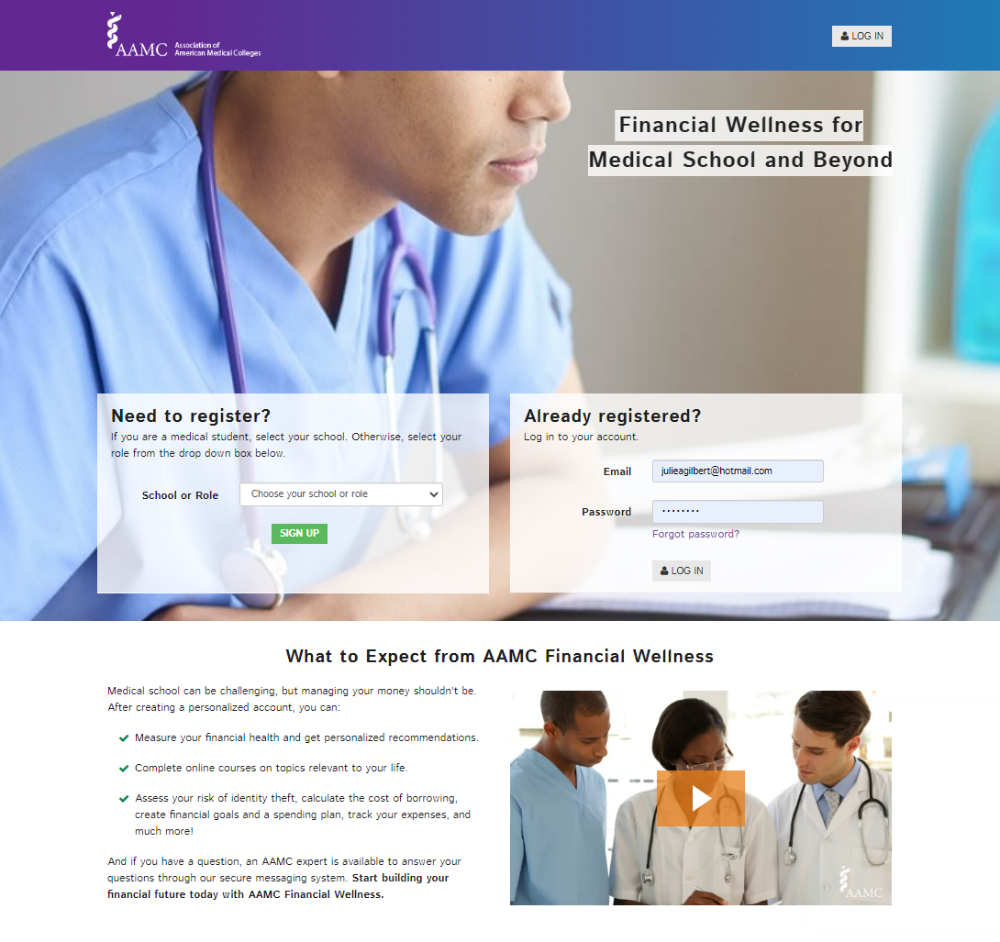 AAMC
Association of
American Medical Colleges
LOG IN
Financial Wellness for
Medical School and Beyond
Need to register?
If you are a medical student, select your school. Otherwise, select your
role from the drop down box below.
School or Role
Choose your school or role
SIGN UP
Already registered?
Log in to your account.
Email
julieagilbert@hotmail.com
Password
Forgot password?
LOG IN
What to Expect from AAMC Financial Wellness
Medical school can be challenging, but managing your money shouldn't be.
After creating a personalized account, you can:
Measure your financial health and get personalized recommendations.
Complete online courses on topics relevant to your life.
Assess your risk of identity theft, calculate the cost of borrowing,
create financial goals and a spending plan, track your expenses, and
much more!
And if you have a question, an AAMC expert is available to answer your
questions through our secure messaging system. Start building your
financial future today with AAMC Financial Wellness.
AAMC